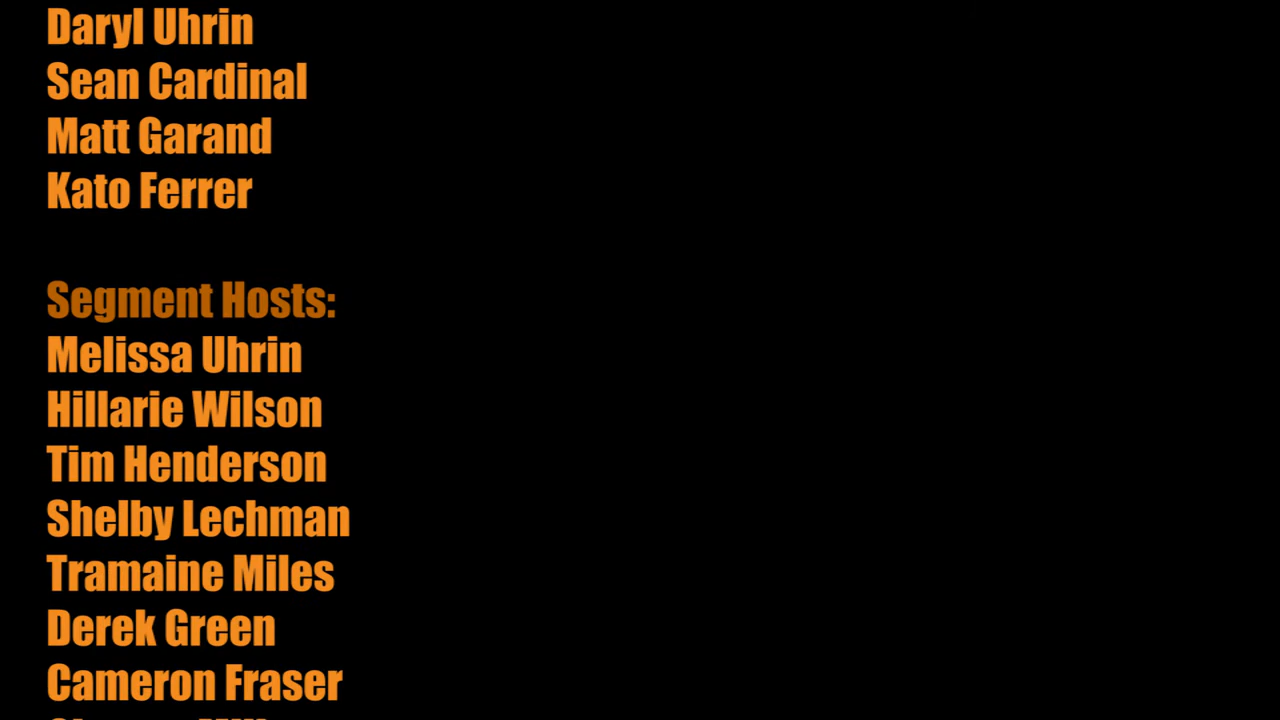 Daryl Uhrin
Sean Cardinal
Matt Garand
Kato Ferrer
Segment Hosts:
Melissa Uhrin
Hillarie Wilson
Tim Henderson
Shelby Lechman
Tramaine Miles
Derek Green
Cameron Fraser